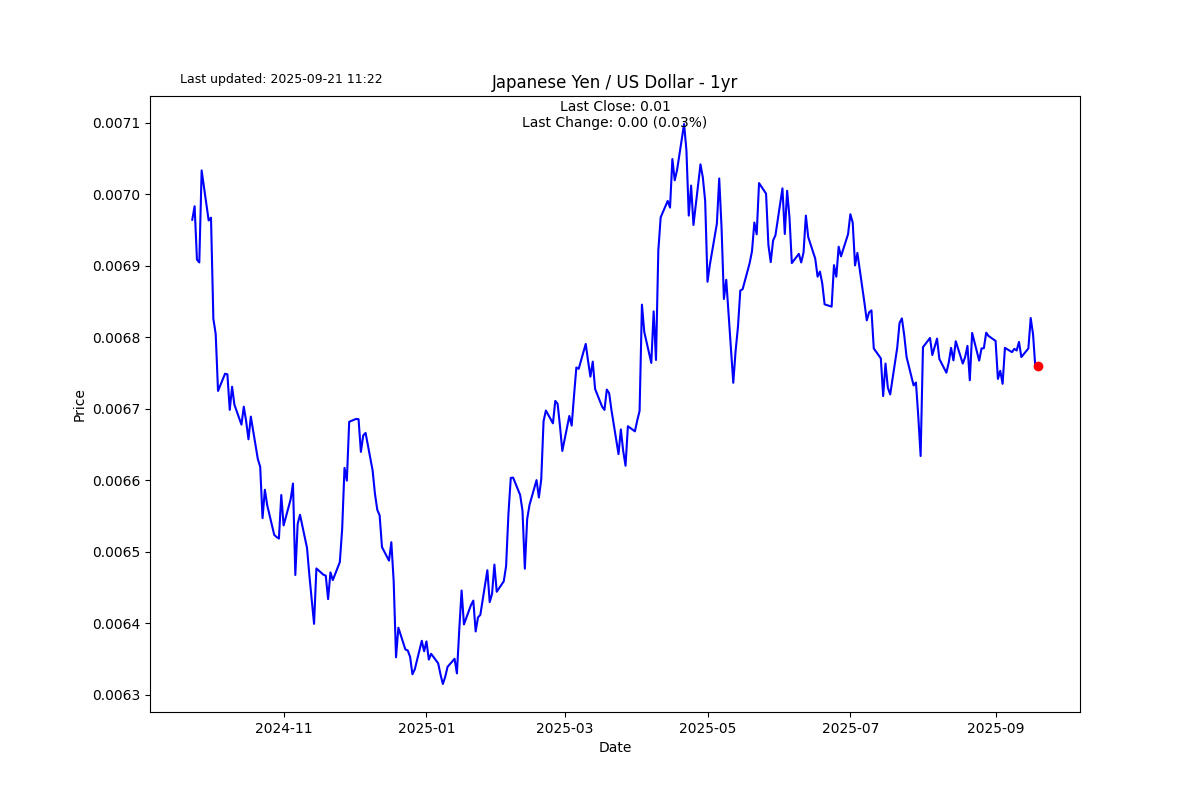 Last updated: 2025-09-21 11:22
Japanese Yen / US Dollar - 1yr
Last Close: 0.01
Last Change: 0.00 (0.03%)
Price
0.0071
0.0070
0.0069
0.0068
0.0067
0.0066
0.0065
0.0064
0.0063
2024-11
2025-01
2025-03
2025-05
2025-07
2025-09
Date